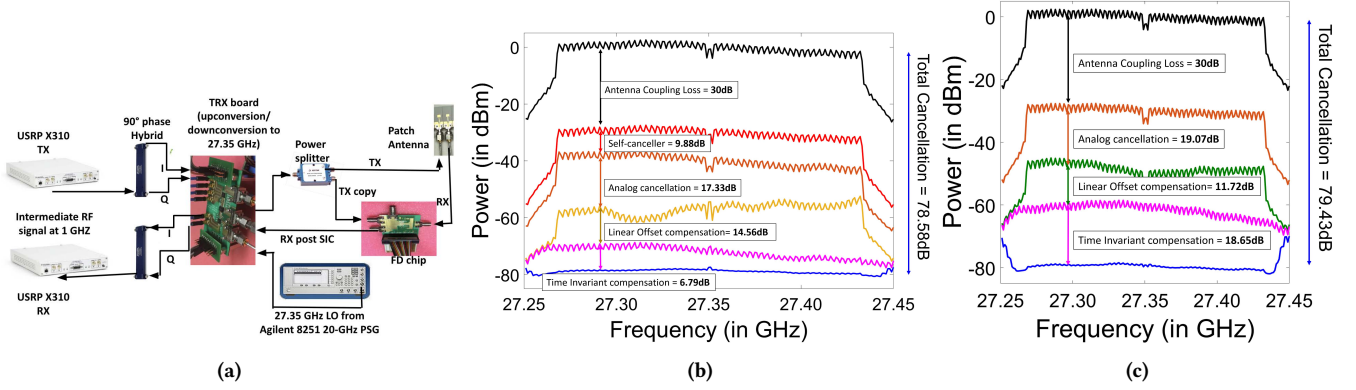 USRP X310
TX
90° phase
Hybrid
I
Q
TRX board
(upconversion/
downconversion to
27.35 GHz)
Power
splitter
TX
Patch
Antenna
TX copy
RX
Intermediate RF
signal at 1 GHZ
I
Q
RX post SIC
FD chip
USRP X310
RX
27.35 GHz LO from
Agilent 8251 20-GHz PSG
(a)
Power (in dBm)
0
-20
-40
-60
-80
Antenna Coupling Loss = 30dB
Self-canceller = 9.88dB
Analog cancellation = 17.33dB
Linear Offset compensation = 14.56dB
Time Invariant compensation = 6.79dB
Total Cancellation = 78.58dB
27.25
27.30
27.35
27.40
27.45
Frequency (in GHz)
(b)
Power (in dBm)
0
-20
-40
-60
-80
Antenna Coupling Loss = 30dB
Analog cancellation = 19.07dB
Linear Offset compensation= 11.72dB
Time Invariant compensation = 18.65dB
Total Cancellation = 79.43dB
27.25
27.30
27.35
27.40
27.45
Frequency (in GHz)
(c)